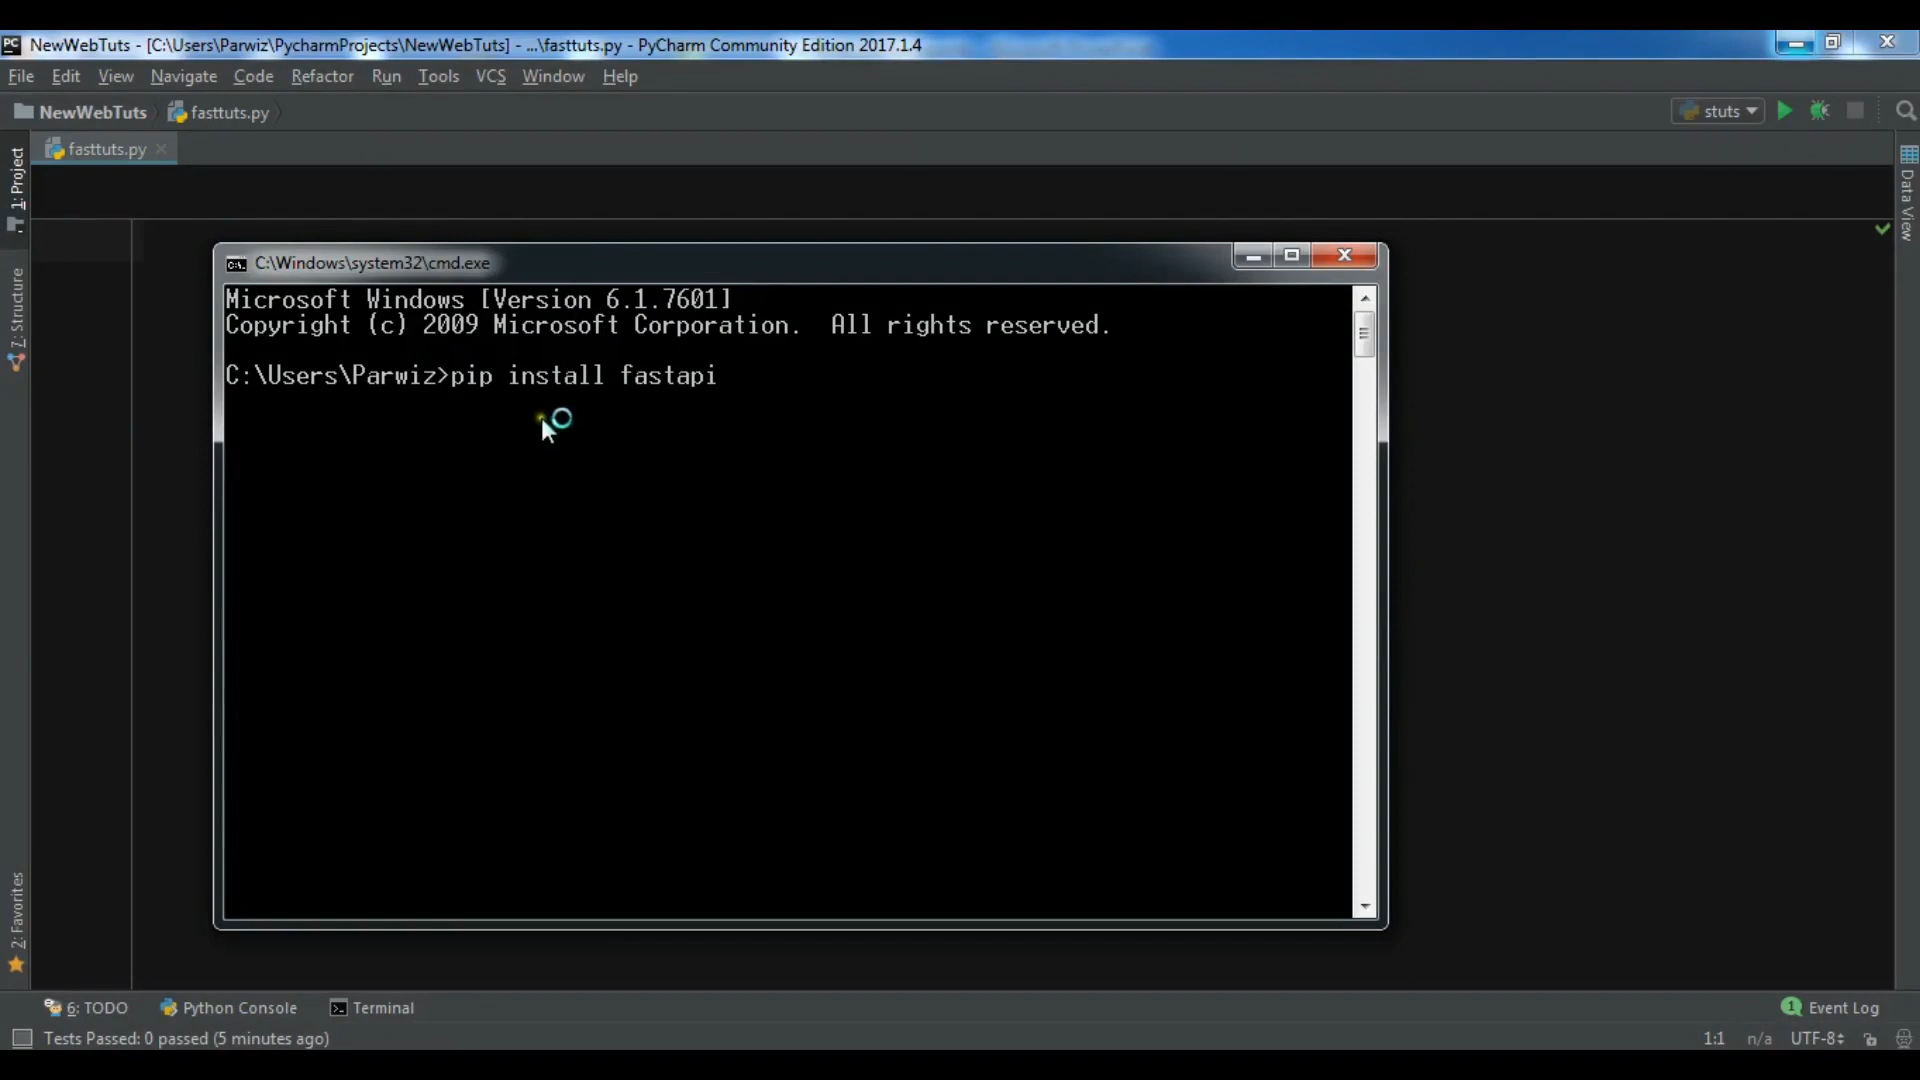 NewWebTuts - [C:\Users\Parwiz\PycharmProjects\NewWebTuts] - ...\fasttuts.py - PyCharm Community Edition 2017.1.4
File Edit View Navigate Code Refactor Run Tools VCS Window Help
NewWebTuts fasttuts.py stuts
fasttuts.py
1: Project
7: Structure
2: Favorites
Data View
C:\Windows\system32\cmd.exe
Microsoft Windows [Version 6.1.7601]
Copyright (c) 2009 Microsoft Corporation. All rights reserved.
C:\Users\Parwiz>pip install fastapi
6: TODO Python Console Terminal 1 Event Log
Tests Passed: 0 passed (5 minutes ago) 1:1 n/a UTF-8